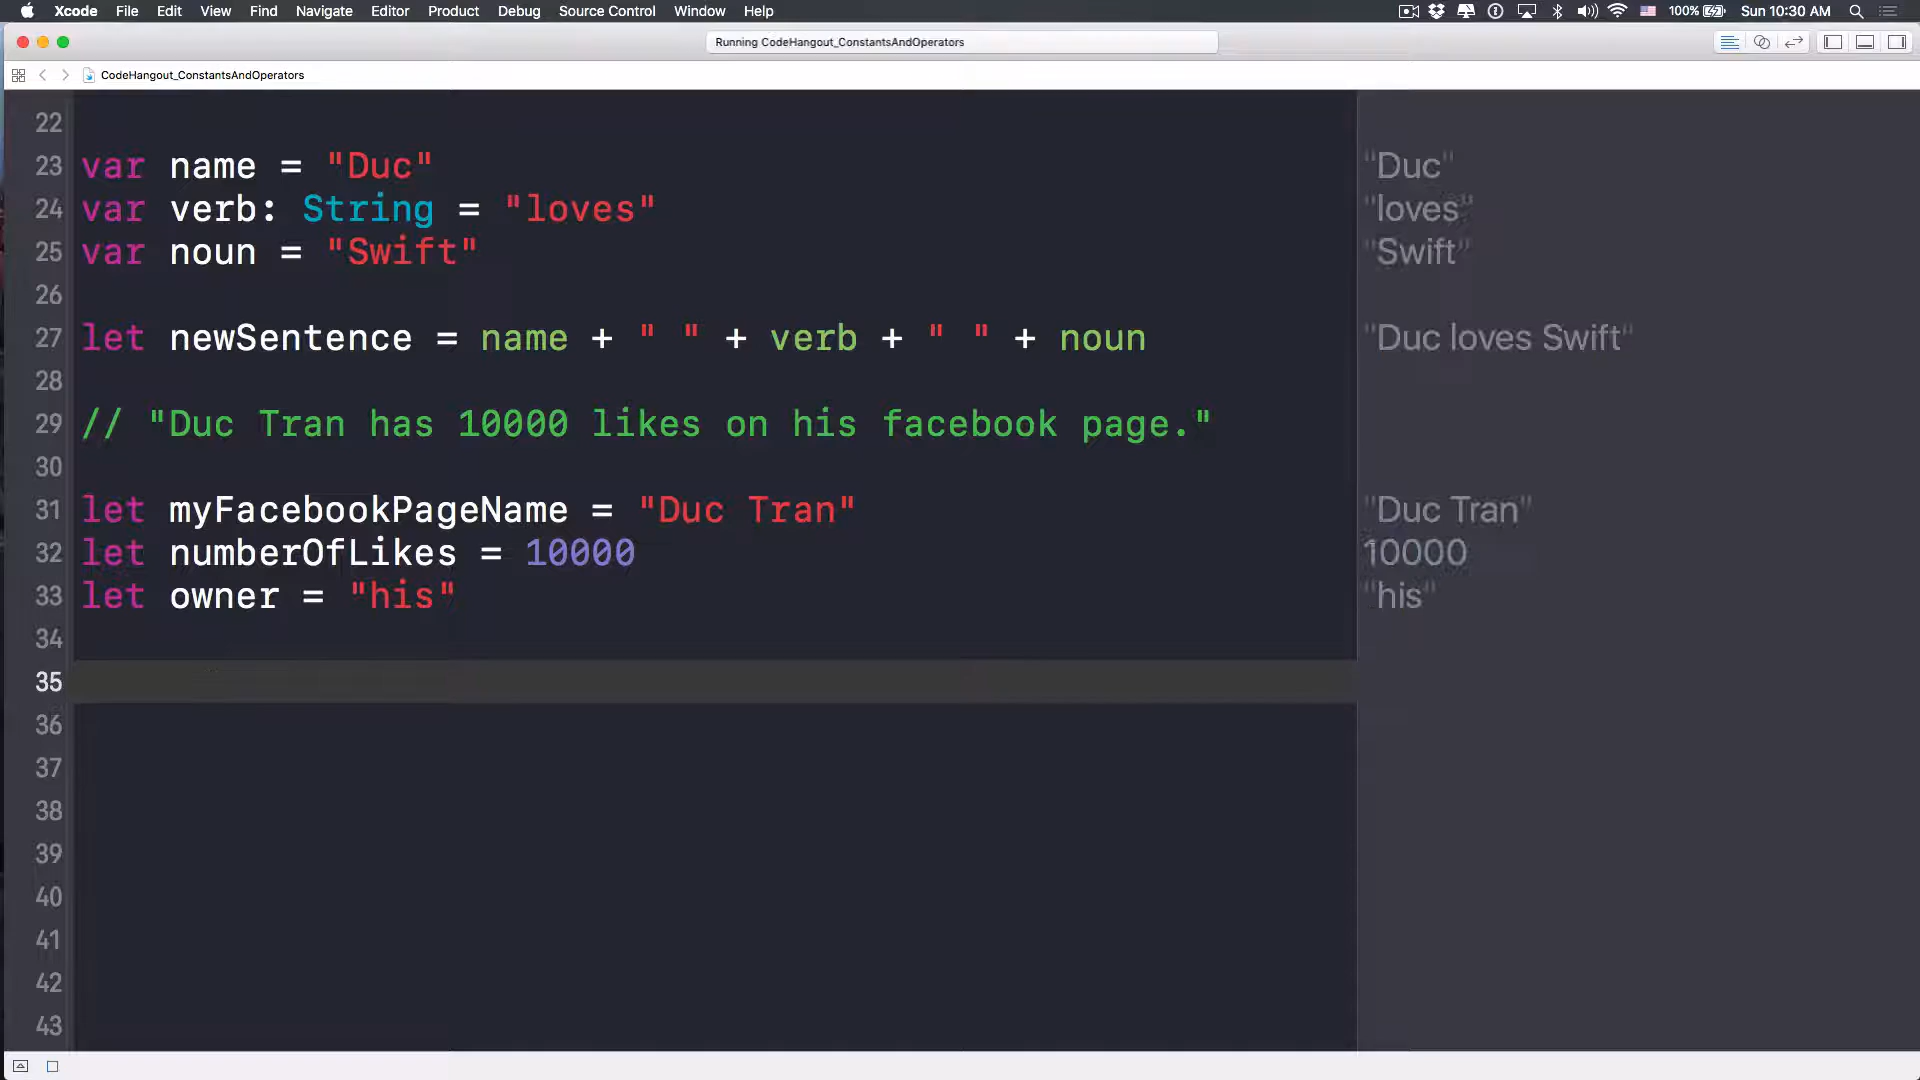 Xcode File Edit View Find Navigate Editor Product Debug Source Control Window Help 100% Sun 10:30 AM
Running CodeHangout_ConstantsAndOperators
CodeHangout_ConstantsAndOperators
22
23 var name = "Duc" "Duc"
24 var verb: String = "loves" "loves"
25 var noun = "Swift" "Swift"
26
27 let newSentence = name + " " + verb + " " + noun "Duc loves Swift"
28
29 // "Duc Tran has 10000 likes on his facebook page."
30
31 let myFacebookPageName = "Duc Tran" "Duc Tran"
32 let numberOfLikes = 10000 10000
33 let owner = "his" "his"
34
35
36
37
38
39
40
41
42
43